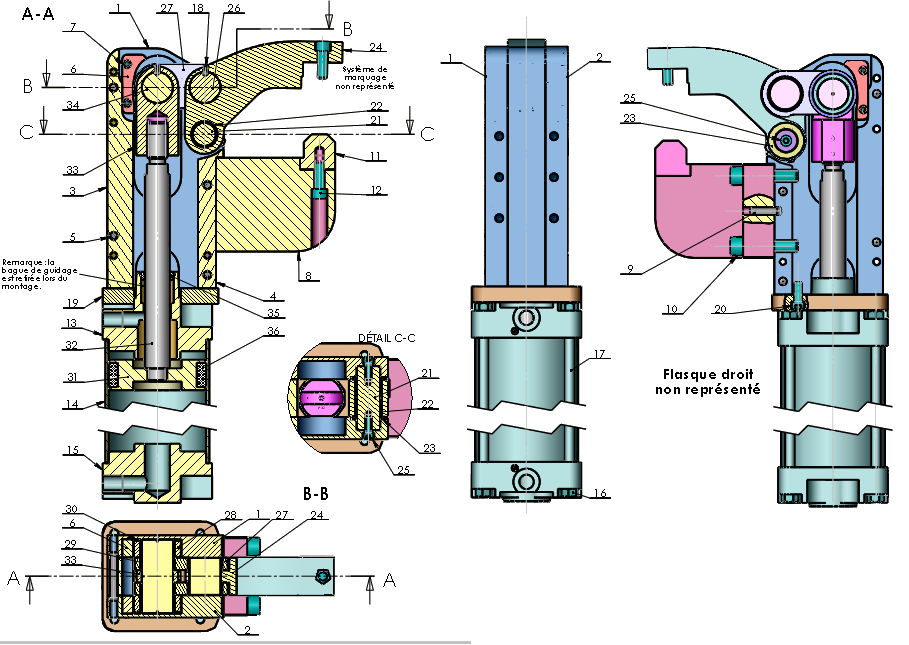 A-A
1
27
18
26
B
24
7
6
B
34
Système de
marquage
non représenté
22
21
C
C
33
11
3
12
5
Remarque : la
bague de guidage
est retirée lors du
montage.
8
19
4
35
13
36
32
31
14
15
DÉTAIL C-C
21
22
23
25
1
2
17
16
25
23
9
10
20
Flasque droit
non représenté
B-B
30
6
29
33
28
1
27
24
A
A
2